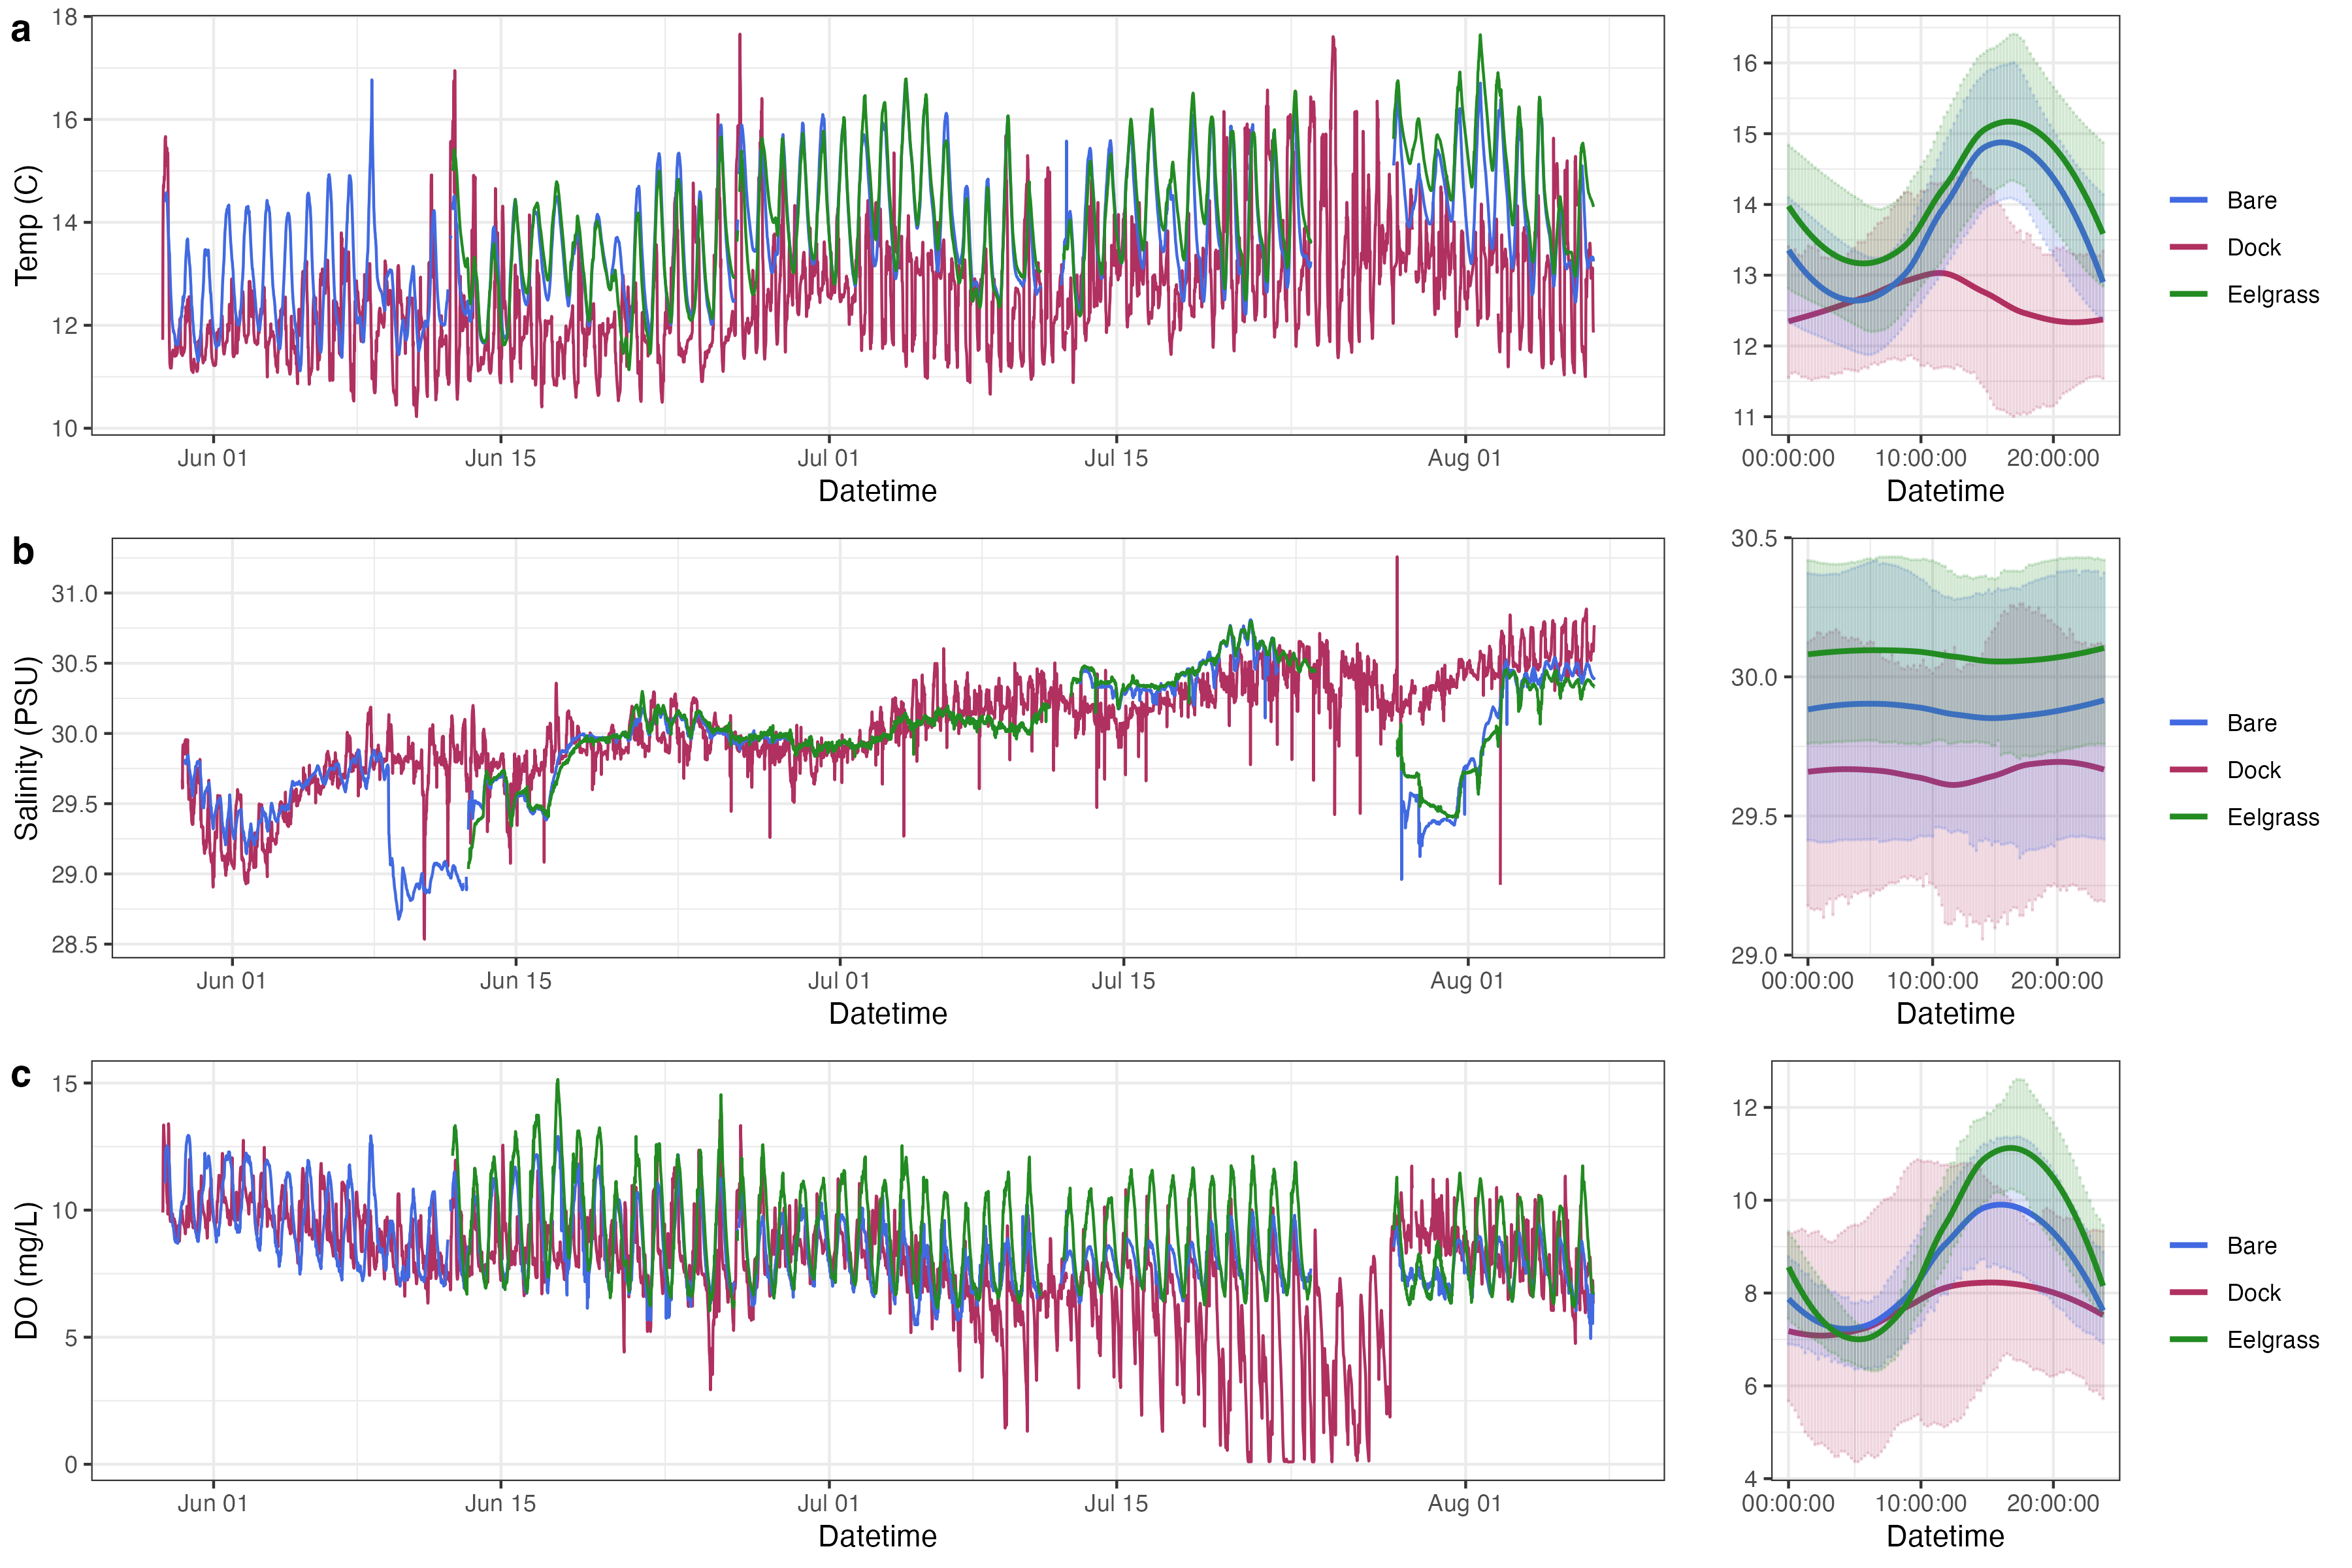 a
Temp (C)
18
16
14
12
10
Jun 01 Jun 15 Jul 01 Jul 15 Aug 01
Datetime
16
15
14
13
12
11
00:00:00 10:00:00 20:00:00
Datetime
Bare
Dock
Eelgrass
b
Salinity (PSU)
31.0
30.5
30.0
29.5
29.0
28.5
Jun 01 Jun 15 Jul 01 Jul 15 Aug 01
Datetime
30.5
30.0
29.5
29.0
00:00:00 10:00:00 20:00:00
Datetime
Bare
Dock
Eelgrass
c
DO (mg/L)
15
10
5
0
Jun 01 Jun 15 Jul 01 Jul 15 Aug 01
Datetime
12
10
8
6
4
00:00:00 10:00:00 20:00:00
Datetime
Bare
Dock
Eelgrass